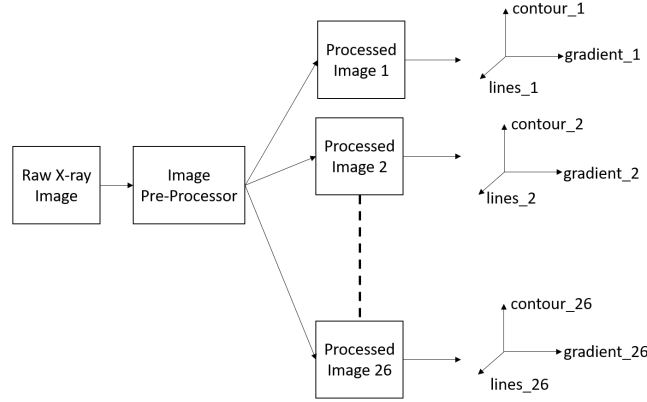 Raw X-ray
Image
Image
Pre-Processor
Processed
Image 1
contour_1
gradient_1
lines_1
Processed
Image 2
contour_2
gradient_2
lines_2
Processed
Image 26
contour_26
gradient_26
lines_26